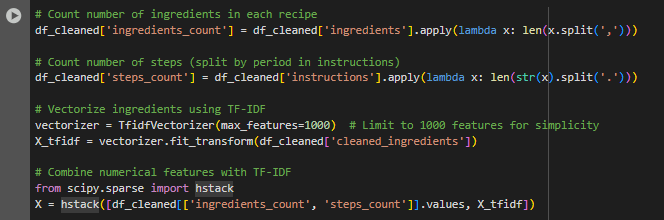 # Count number of ingredients in each recipe
df_cleaned['ingredients_count'] = df_cleaned['ingredients'].apply(lambda x: len(x.split(',')))
# Count number of steps (split by period in instructions)
df_cleaned['steps_count'] = df_cleaned['instructions'].apply(lambda x: len(str(x).split('.')))
# Vectorize ingredients using TF-IDF
vectorizer = TfidfVectorizer(max_features=1000)  # Limit to 1000 features for simplicity
X_tfidf = vectorizer.fit_transform(df_cleaned['cleaned_ingredients'])
# Combine numerical features with TF-IDF
from scipy.sparse import hstack
X = hstack([df_cleaned[['ingredients_count', 'steps_count']].values, X_tfidf])